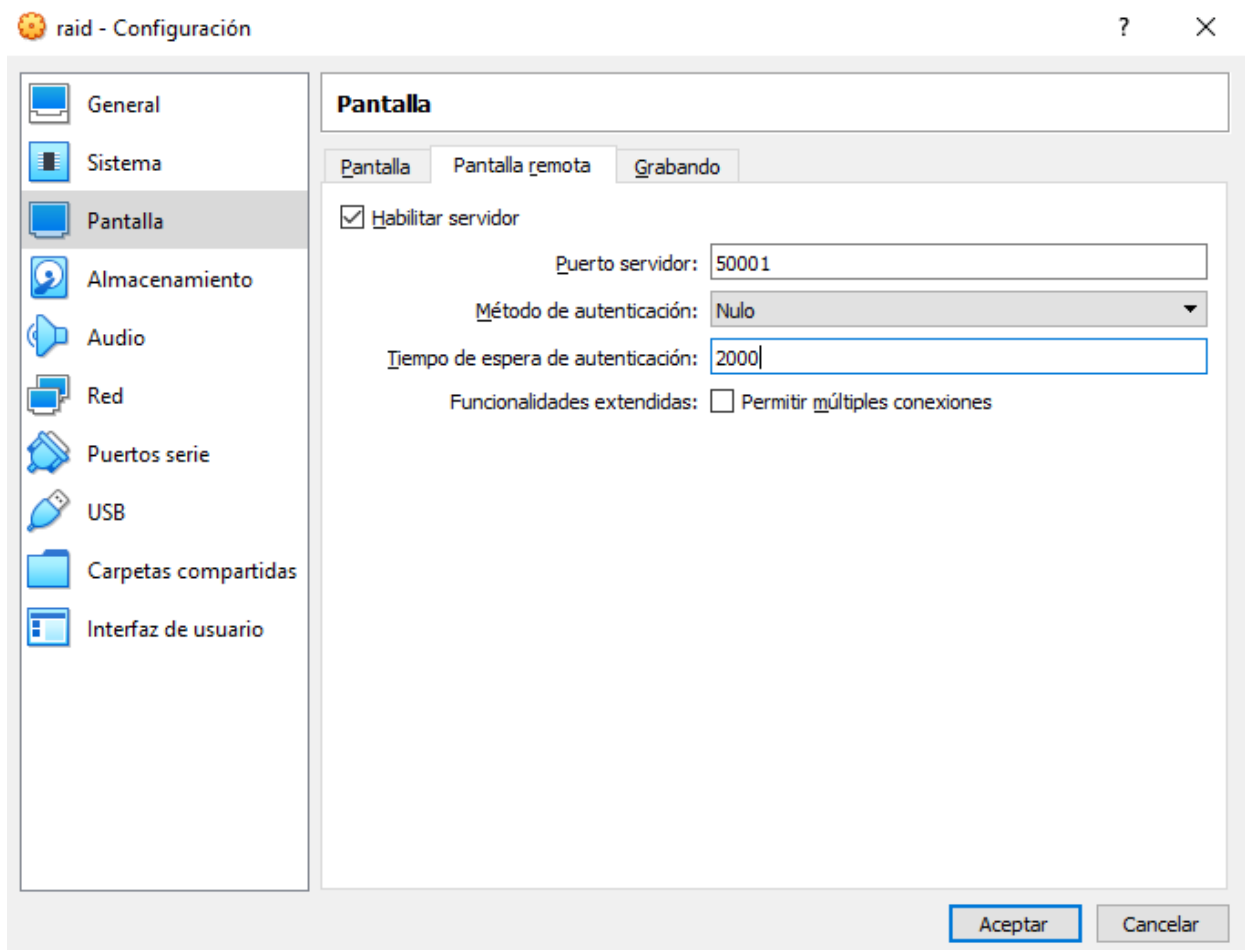 raid - Configuración
?
General
Sistema
Pantalla
Almacenamiento
Audio
Red
Puertos serie
USB
Carpetas compartidas
Interfaz de usuario
Pantalla
Pantalla Pantalla remota Grabando
Habilitar servidor
Puerto servidor: 50001
Método de autenticación: Nulo
Tiempo de espera de autenticación: 2000
Funcionalidades extendidas: Permitir múltiples conexiones
Aceptar Cancelar